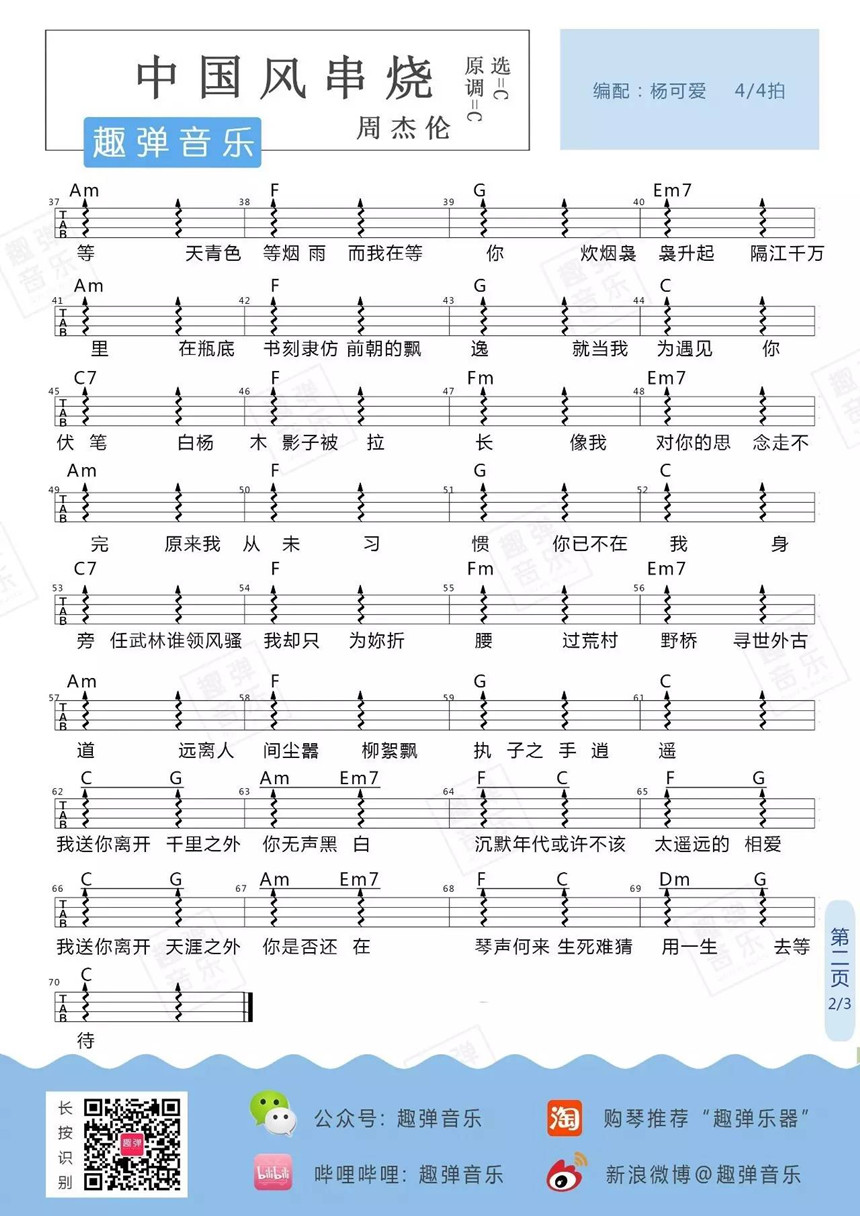 中国风串烧
原调=C
选=C
周杰伦
趣弹音乐
编配：杨可爱 4/4拍
Am F G Em7
37 38 39 40
TAB
等 天青色 等烟 雨 而我在等 你 炊烟袅 袅升起 隔江千万
Am F G C
41 42 43 44
TAB
里 在瓶底 书刻隶仿 前朝的飘 逸 就当我 为遇见 你
C7 F Fm Em7
45 46 47 48
TAB
伏 笔 白杨 木 影子被 拉 长 像我 对你的思 念走不
Am F G C
49 50 51 52
TAB
完 原来我 从 未 习 惯 你已不在 我 身
C7 F Fm Em7
53 54 55 56
TAB
旁 任武林谁领风骚 我却只 为妳折 腰 过荒村 野桥 寻世外古
Am F G C
57 58 59 61
TAB
道 远离人 间尘嚣 柳絮飘 执 子之 手 逍 遥
C G Am Em7 F C F G
62 63 64 65
TAB
我送你离开 千里之外 你无声黑 白 沉默年代或许不该 太遥远的 相爱
C G Am Em7 F C Dm G
66 67 68 69
TAB
我送你离开 天涯之外 你是否还 在 琴声何来 生死难猜 用一生 去等
C
70
TAB
待
第二页
2/3
长按识别
趣弹
公众号: 趣弹音乐
淘
购琴推荐“趣弹乐器”
bilibili
哔哩哔哩: 趣弹音乐
新浪微博@趣弹音乐